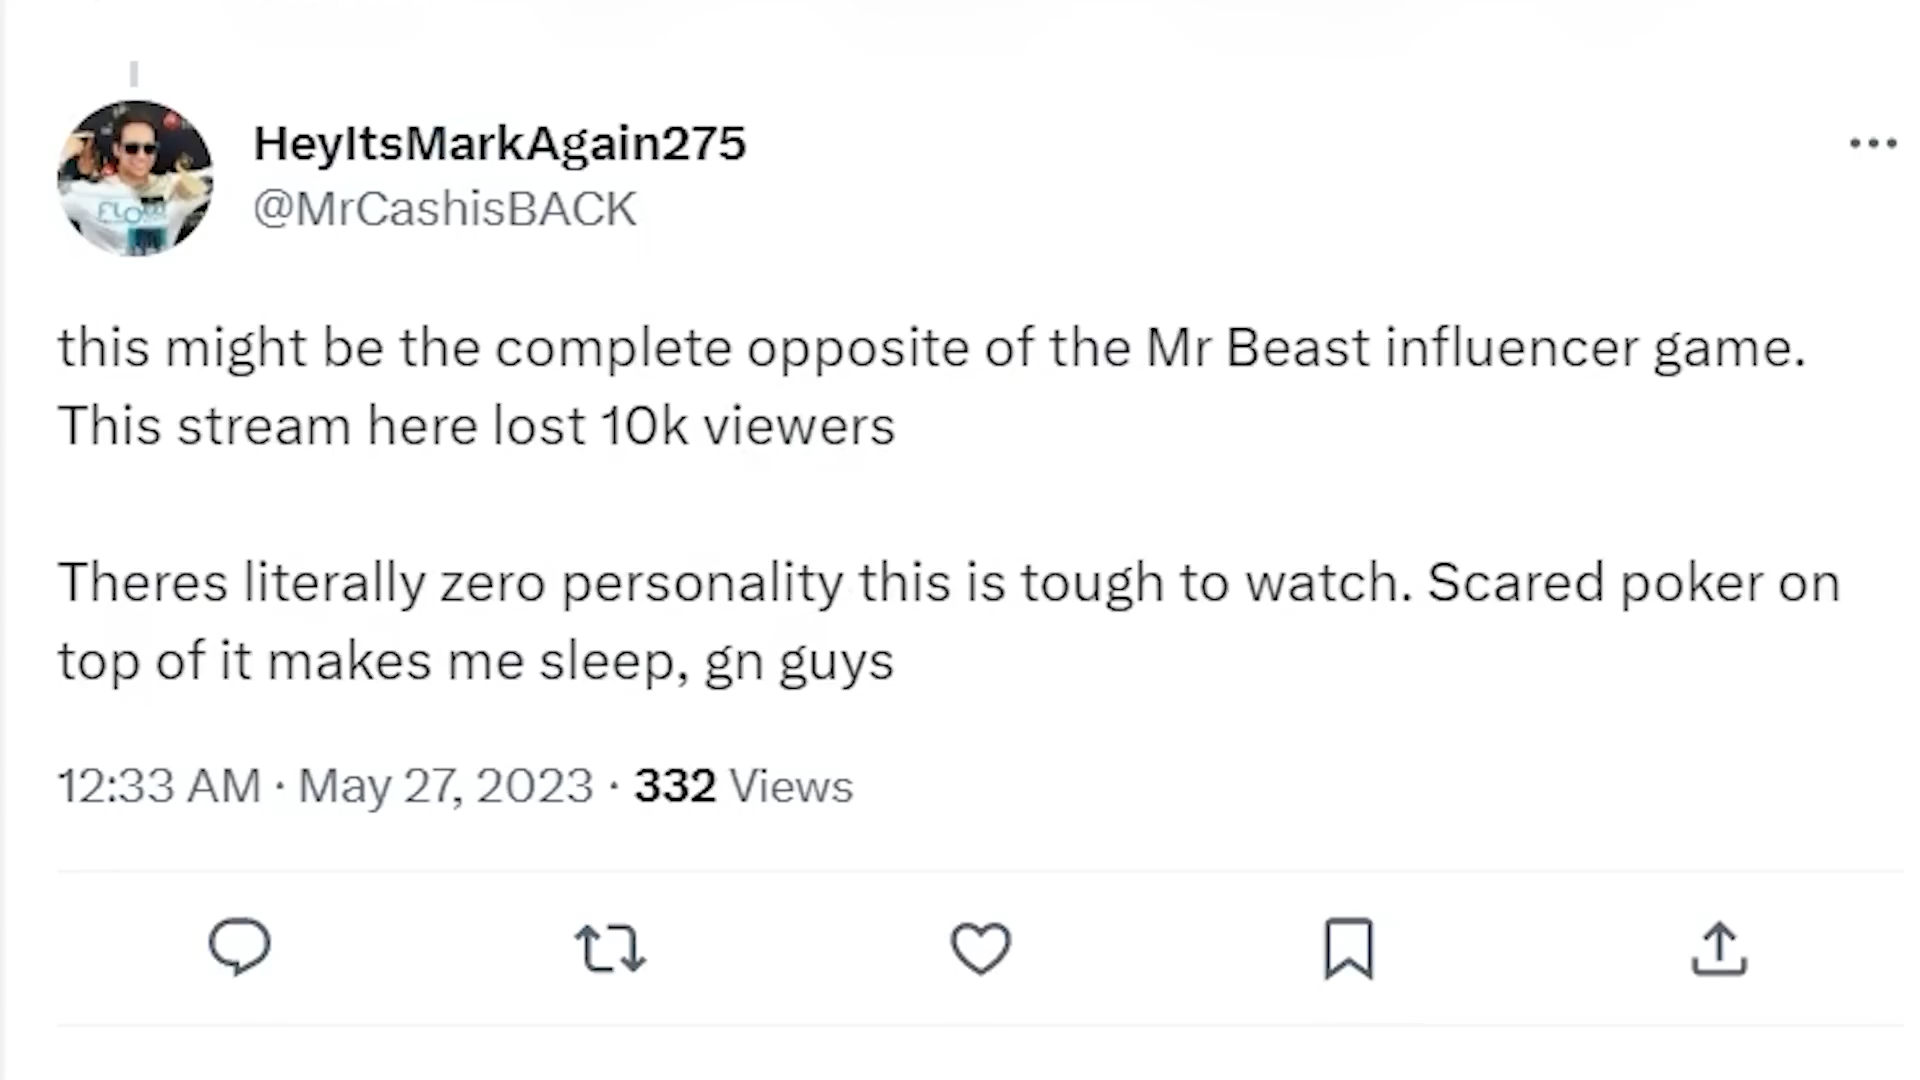 HeyItsMarkAgain275
@MrCashisBACK
this might be the complete opposite of the Mr Beast influencer game.
This stream here lost 10k viewers
Theres literally zero personality this is tough to watch. Scared poker on
top of it makes me sleep, gn guys
12:33 AM · May 27, 2023 · 332 Views